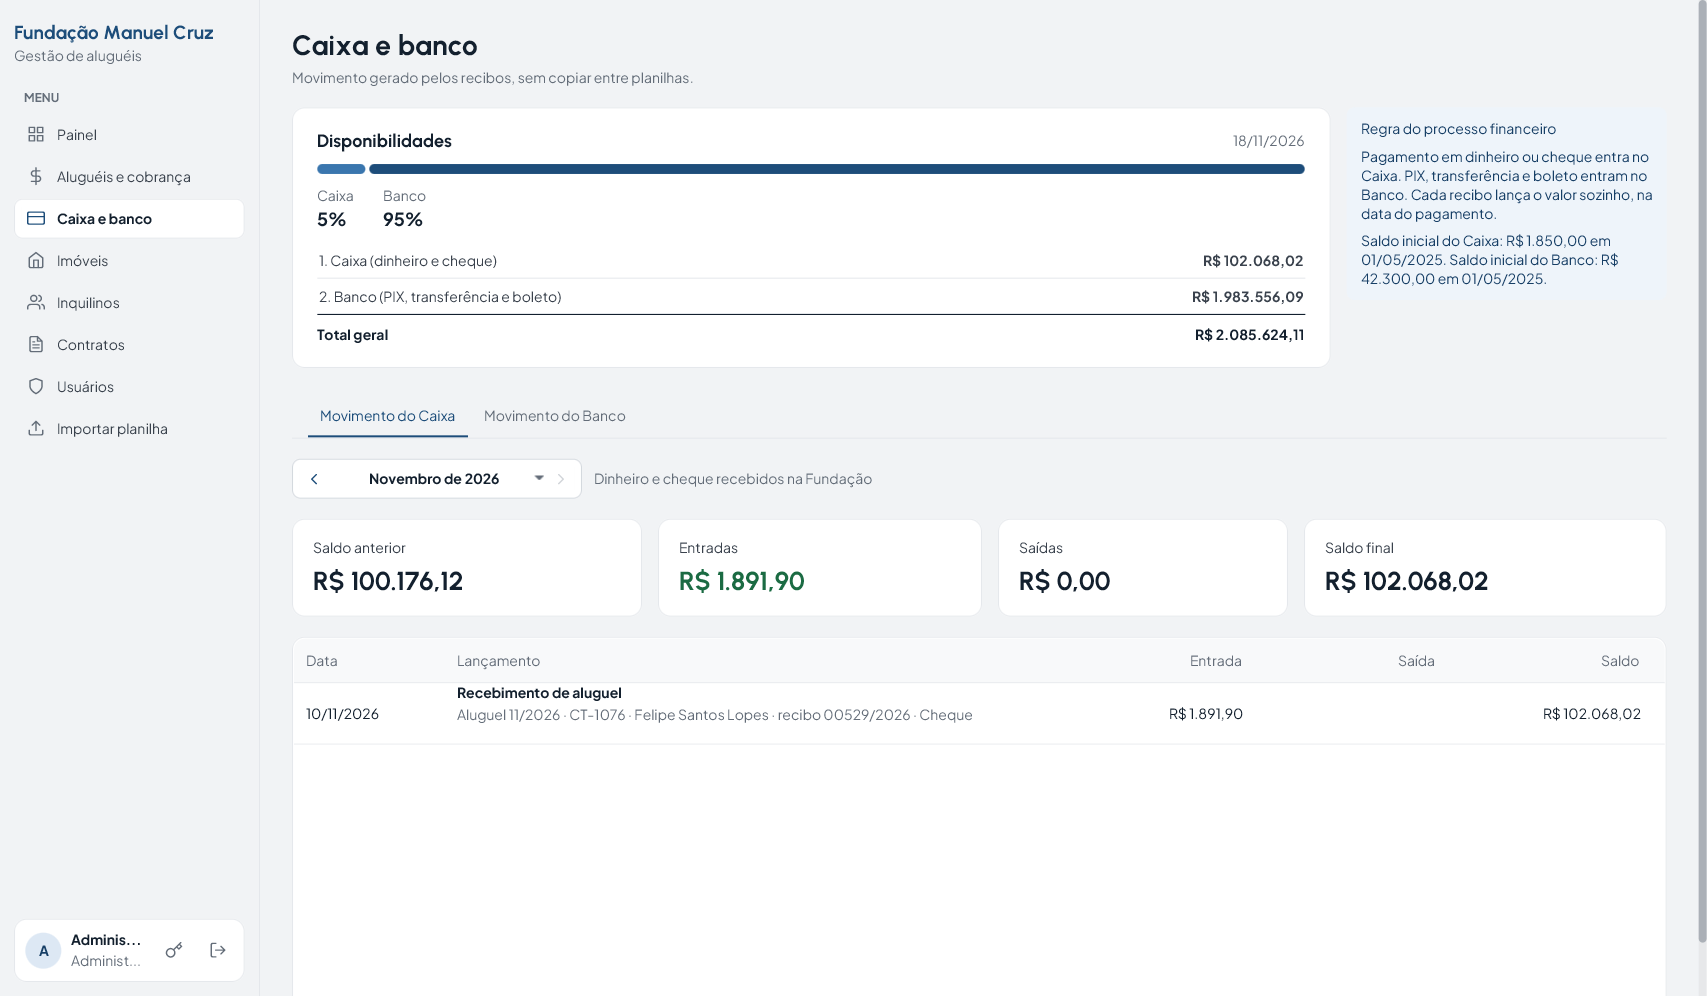 Fundação Manuel Cruz
Gestão de aluguéis
MENU
Painel
Aluguéis e cobrança
Caixa e banco
Imóveis
Inquilinos
Contratos
Usuários
Importar planilha
A
Adminis...
Administ...
Caixa e banco
Movimento gerado pelos recibos, sem copiar entre planilhas.
Disponibilidades
18/11/2026
Caixa
Banco
5%
95%
1. Caixa (dinheiro e cheque)
R$ 102.068,02
2. Banco (PIX, transferência e boleto)
R$ 1.983.556,09
Total geral
R$ 2.085.624,11
Regra do processo financeiro
Pagamento em dinheiro ou cheque entra no
Caixa. PIX, transferência e boleto entram no
Banco. Cada recibo lança o valor sozinho, na
data do pagamento.
Saldo inicial do Caixa: R$ 1.850,00 em
01/05/2025. Saldo inicial do Banco: R$
42.300,00 em 01/05/2025.
Movimento do Caixa
Movimento do Banco
Novembro de 2026
Dinheiro e cheque recebidos na Fundação
Saldo anterior
R$ 100.176,12
Entradas
R$ 1.891,90
Saídas
R$ 0,00
Saldo final
R$ 102.068,02
Data
Lançamento
Entrada
Saída
Saldo
10/11/2026
Recebimento de aluguel
Aluguel 11/2026 · CT-1076 · Felipe Santos Lopes · recibo 00529/2026 · Cheque
R$ 1.891,90
R$ 102.068,02